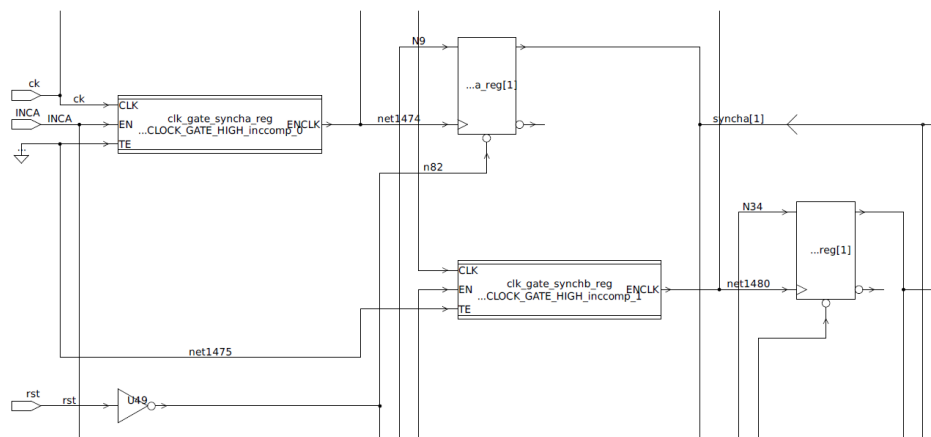 N9
ck
ck
CLK
clk_gate_syncha_reg
...CLOCK_GATE_HIGH_inccomp_0
...a_reg[1]
INCA
INCA
EN
ENCLK
net1474
syncha[1]
TE
...
n82
N34
...reg[1]
CLK
clk_gate_synchb_reg
...CLOCK_GATE_HIGH_inccomp_1
EN
ENCLK
net1480
TE
net1475
rst
rst
U49